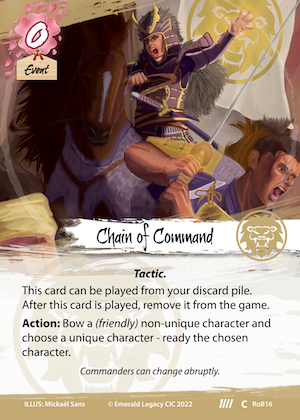 0
Event
Chain of Command
Tactic.
This card can be played from your discard pile.
After this card is played, remove it from the game.
Action: Bow a (friendly) non-unique character and
choose a unique character - ready the chosen
character.
Commanders can change abruptly.
ILLUS: Mickaël Sans © Emerald Legacy CIC 2022 C RoB16